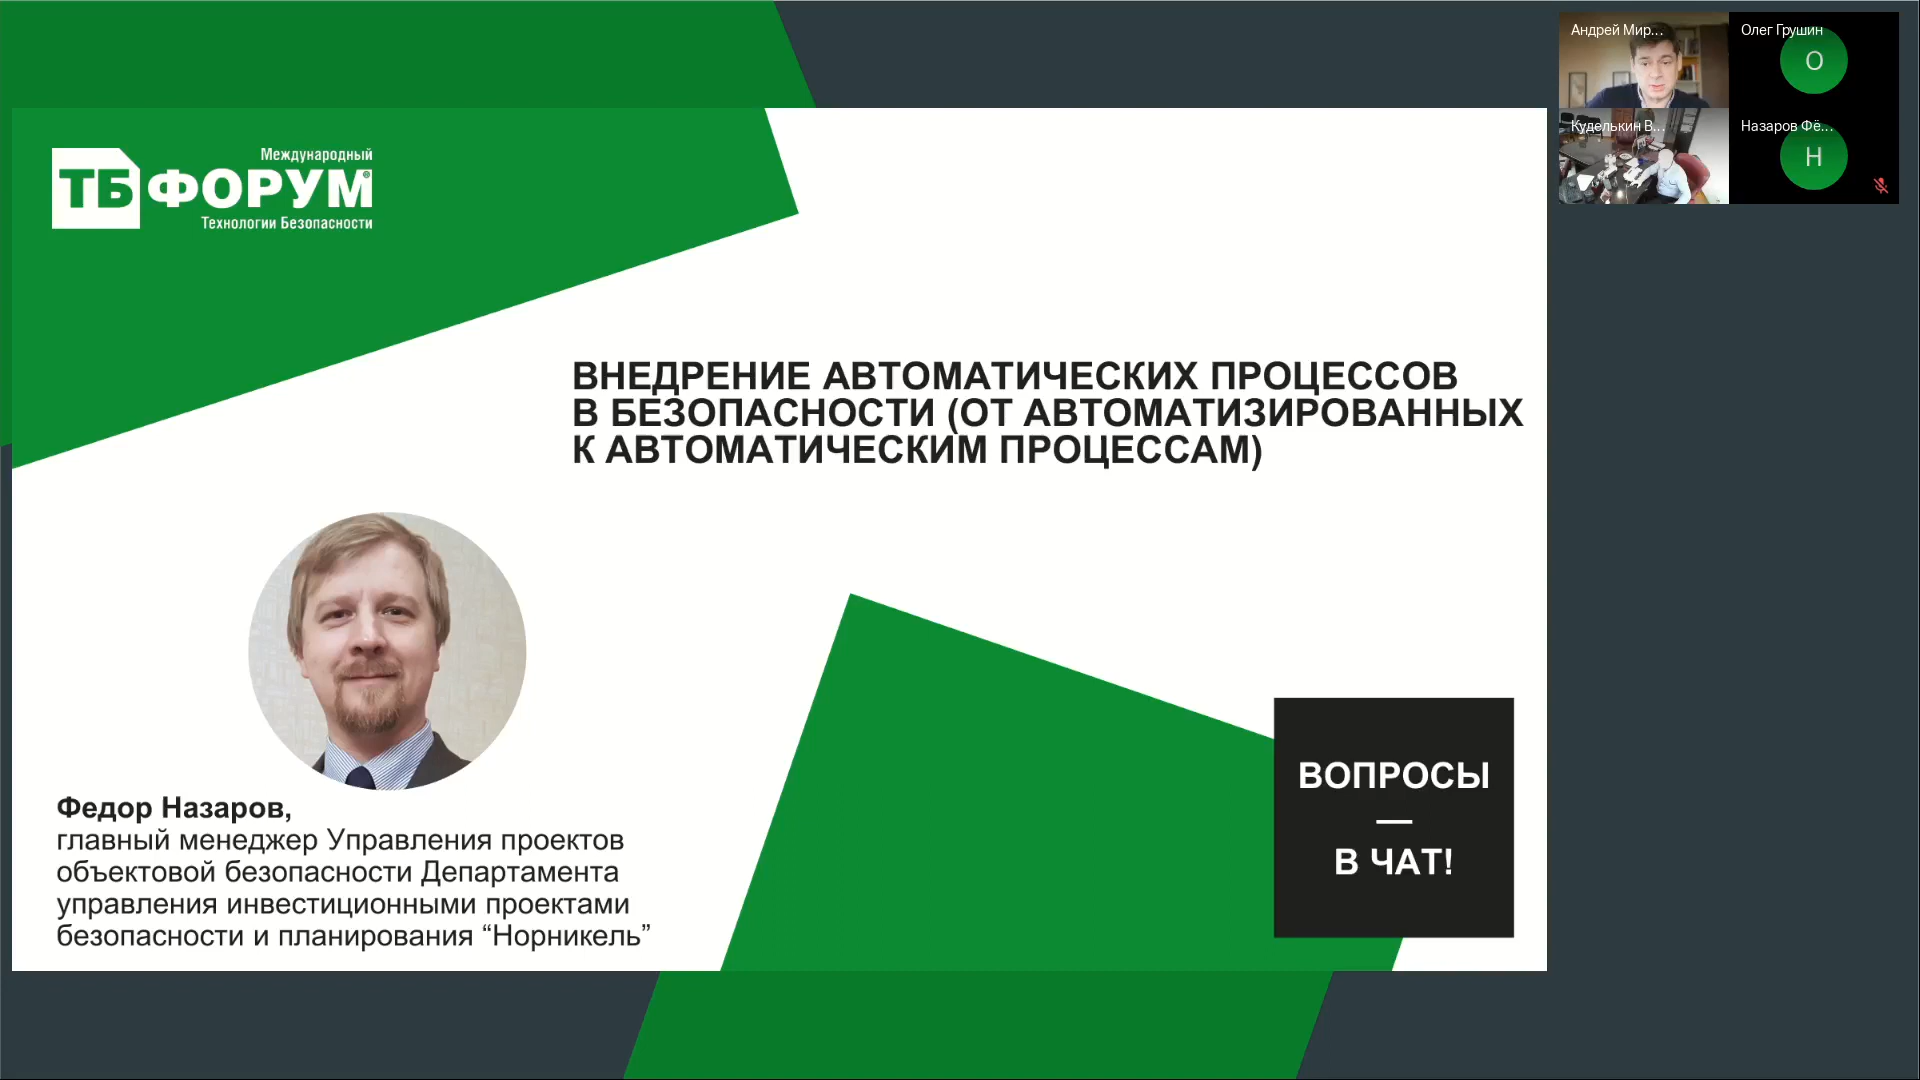 Международный
ТБ ФОРУМ®
Технологии Безопасности
ВНЕДРЕНИЕ АВТОМАТИЧЕСКИХ ПРОЦЕССОВ
В БЕЗОПАСНОСТИ (ОТ АВТОМАТИЗИРОВАННЫХ
К АВТОМАТИЧЕСКИМ ПРОЦЕССАМ)
Федор Назаров,
главный менеджер Управления проектов
объектовой безопасности Департамента
управления инвестиционными проектами
безопасности и планирования “Норникель”
ВОПРОСЫ
—
В ЧАТ!
Андрей Мир...
Олег Грушин
О
Куделькин В...
Назаров Фё...
Н